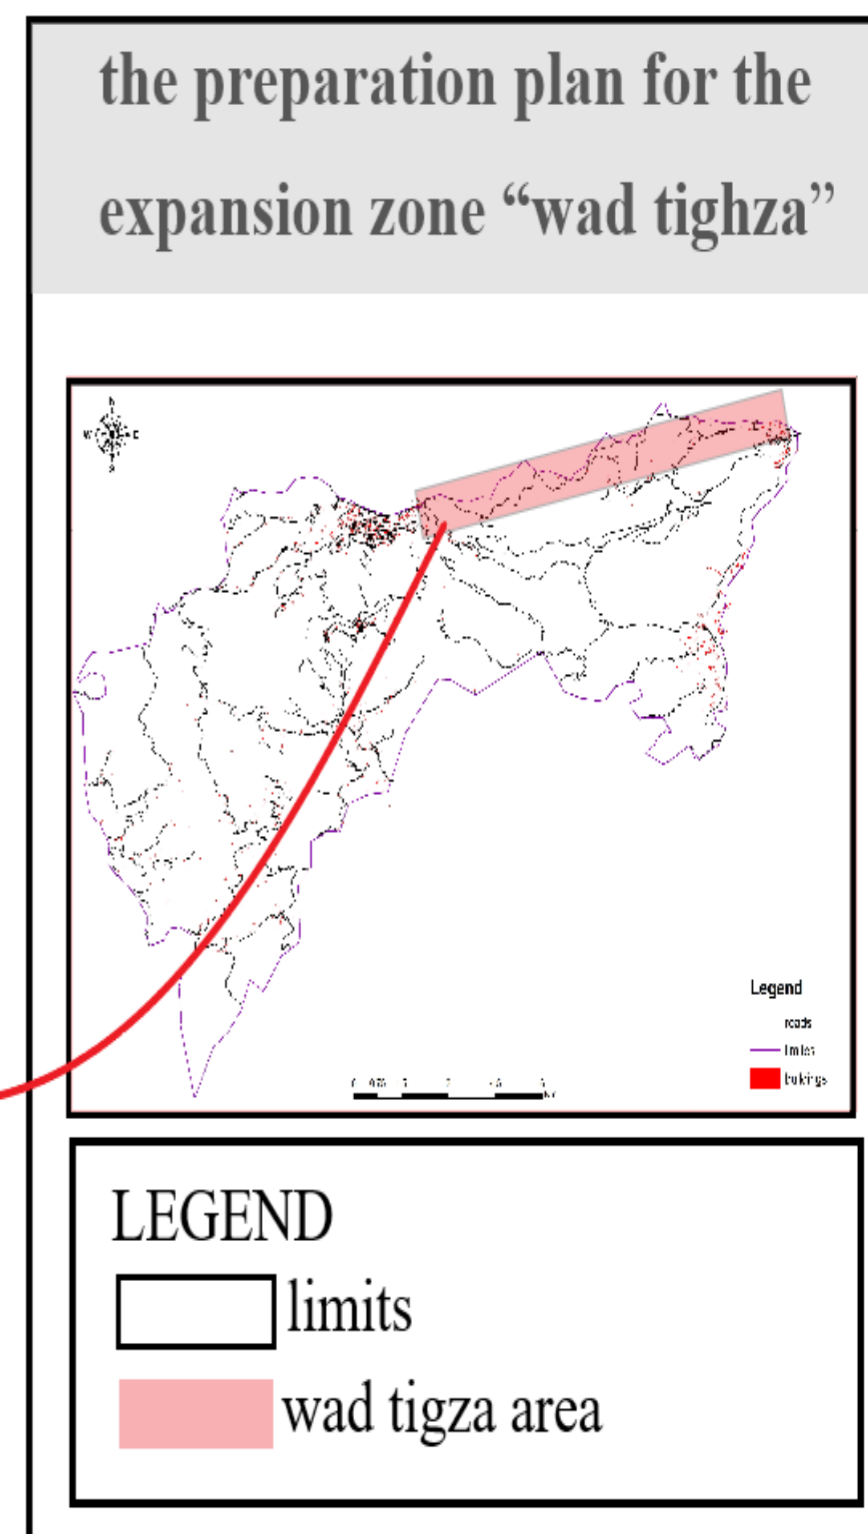 the preparation plan for the
expansion zone “wad tighza”
N
W E
S
Legend
roads
limites
buildings
LEGEND
limits
wad tigza area